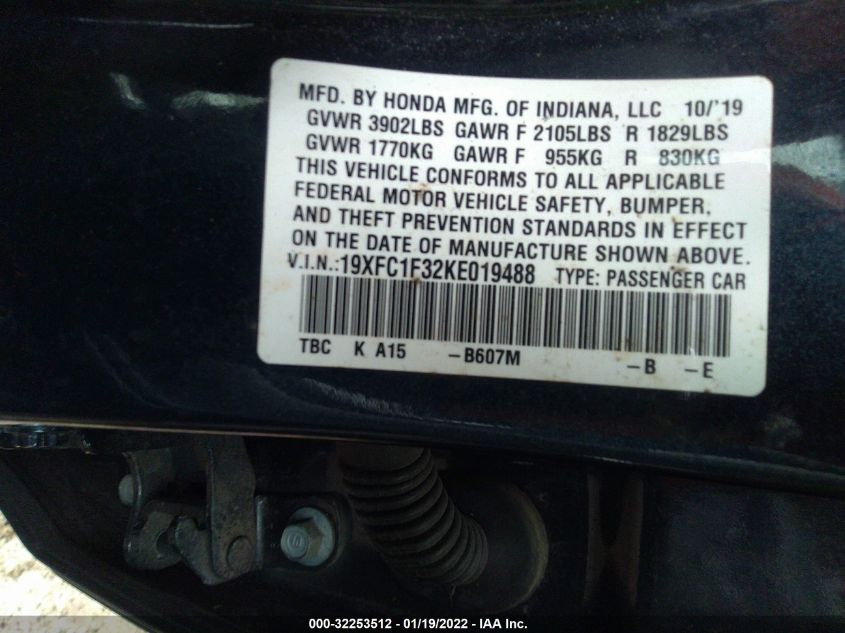 MFD. BY HONDA MFG. OF INDIANA, LLC 10/'19
GVWR 3902LBS GAWR F 2105LBS R 1829LBS
GVWR 1770KG GAWR F 955KG R 830KG
THIS VEHICLE CONFORMS TO ALL APPLICABLE
FEDERAL MOTOR VEHICLE SAFETY, BUMPER,
AND THEFT PREVENTION STANDARDS IN EFFECT
ON THE DATE OF MANUFACTURE SHOWN ABOVE.
V.I.N.:19XFC1F32KE019488 TYPE: PASSENGER CAR
TBC K A15 –B607M –B –E
000-32253512 - 01/19/2022 - IAA Inc.